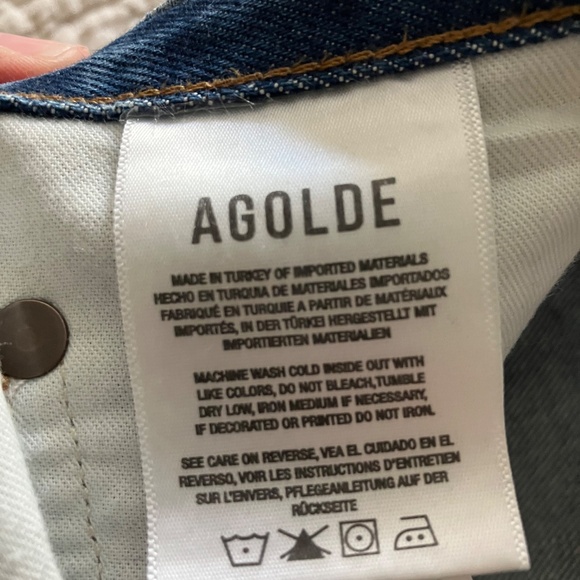 AGOLDE
MADE IN TURKEY OF IMPORTED MATERIALS
HECHO EN TURQUIA DE MATERIALES IMPORTADOS
FABRIQUÉ EN TURQUIE A PARTIR DE MATÉRIAUX
IMPORTÉS, IN DER TÜRKEI HERGESTELLT MIT
IMPORTIERTEN MATERIALIEN
MACHINE WASH COLD INSIDE OUT WITH
LIKE COLORS, DO NOT BLEACH,TUMBLE
DRY LOW, IRON MEDIUM IF NECESSARY,
IF DECORATED OR PRINTED DO NOT IRON.
SEE CARE ON REVERSE, VEA EL CUIDADO EN EL
REVERSO, VOIR LES INSTRUCTIONS D'ENTRETIEN
SUR L'ENVERS, PFLEGEANLEITUNG AUF DER
RÜCKSEITE